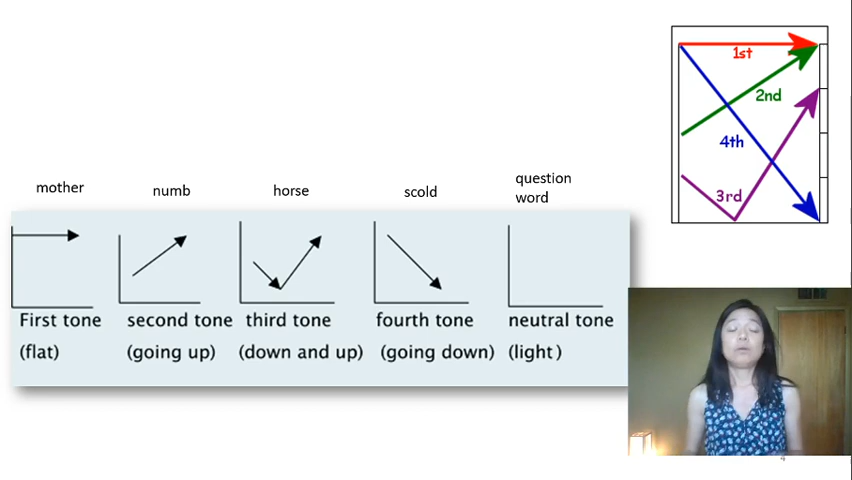 mother
numb
horse
scold
question
word
First tone
(flat)
second tone
(going up)
third tone
(down and up)
fourth tone
(going down)
neutral tone
(light )
1st
2nd
4th
3rd
4